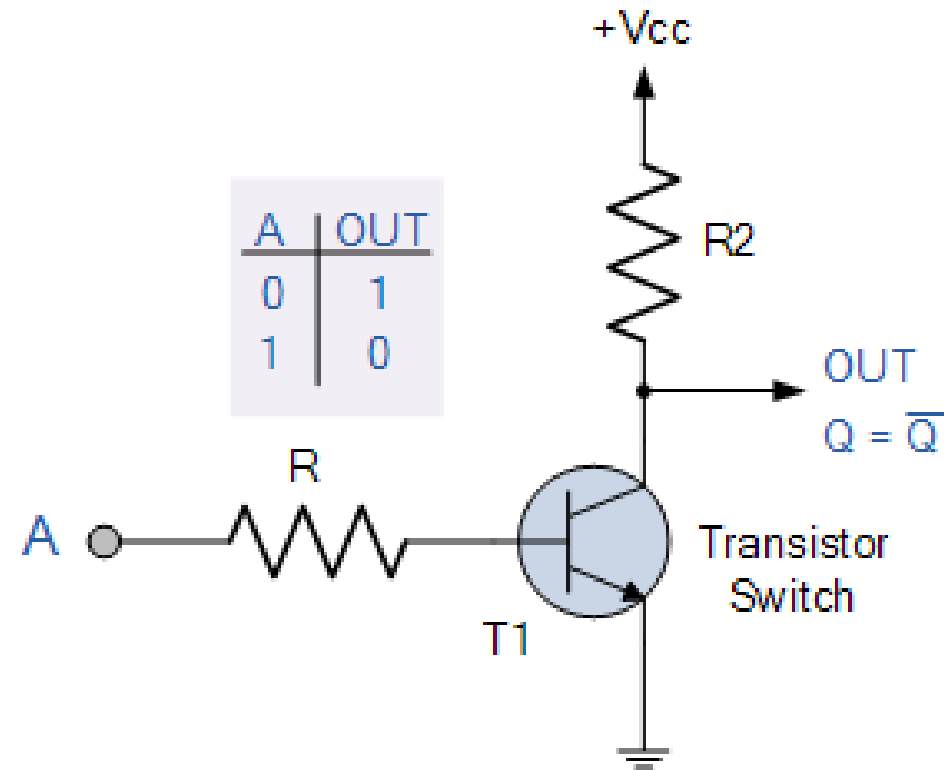 +Vcc
A OUT
0 1
1 0
R2
OUT
Q = Q̅
R
A
Transistor
Switch
T1